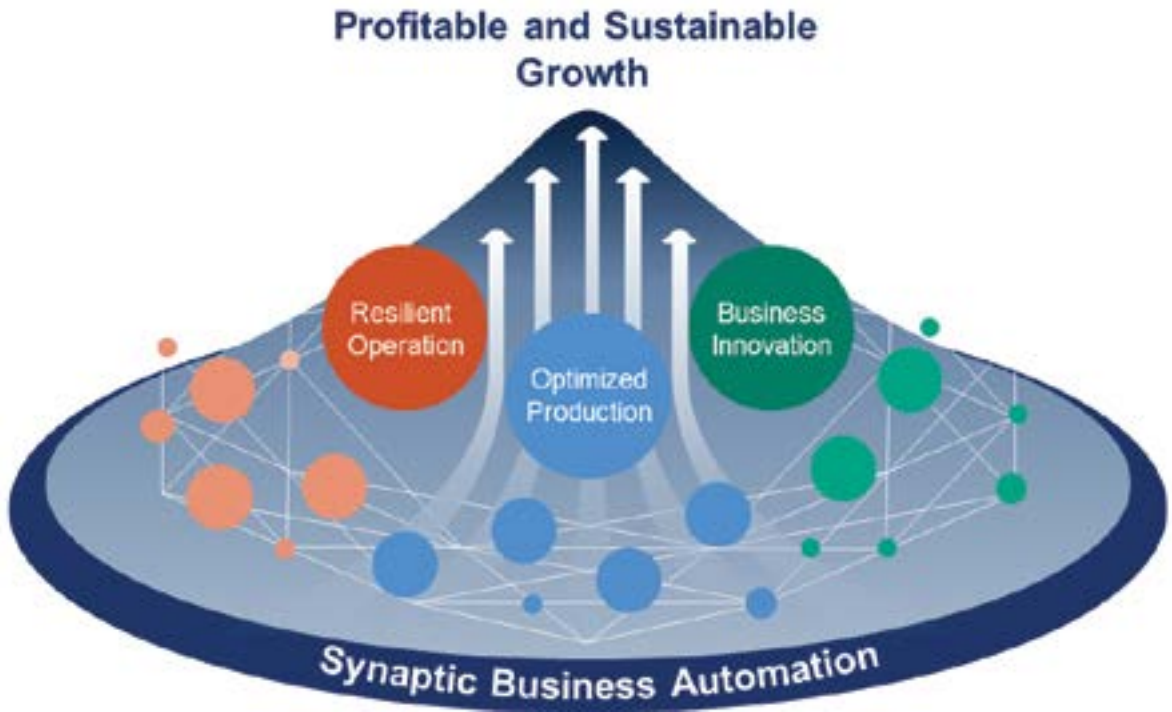 Profitable and Sustainable
Growth
Resilient
Operation
Optimized
Production
Business
Innovation
Synaptic Business Automation